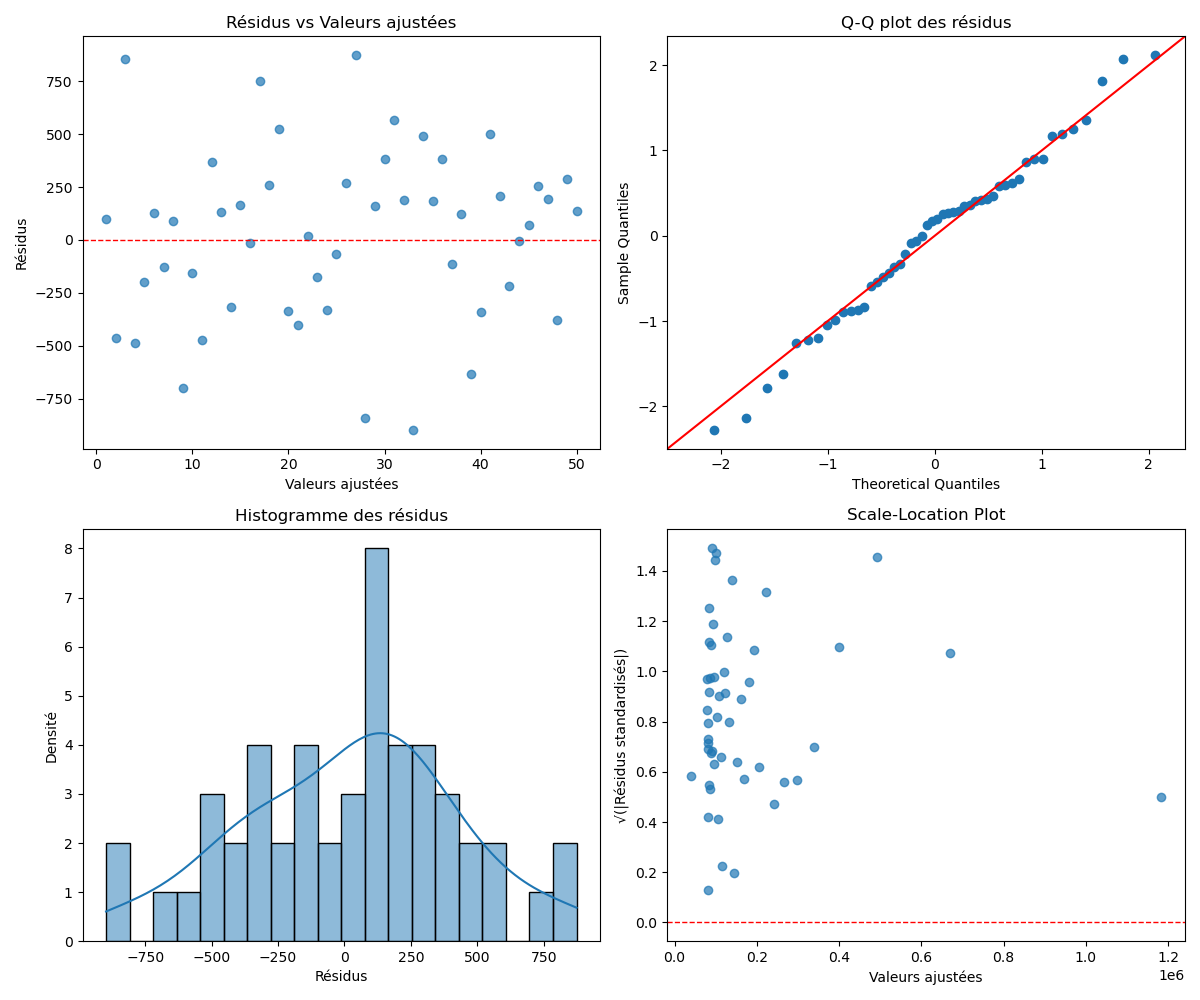 Résidus vs Valeurs ajustées
Résidus
750
500
250
0
−250
−500
−750
0 10 20 30 40 50
Valeurs ajustées
Q-Q plot des résidus
Sample Quantiles
2
1
0
−1
−2
−2 −1 0 1 2
Theoretical Quantiles
Histogramme des résidus
Densité
8
7
6
5
4
3
2
1
0
−750 −500 −250 0 250 500 750
Résidus
Scale-Location Plot
√(|Résidus standardisés|)
1.4
1.2
1.0
0.8
0.6
0.4
0.2
0.0
0.0 0.2 0.4 0.6 0.8 1.0 1.2
1e6
Valeurs ajustées